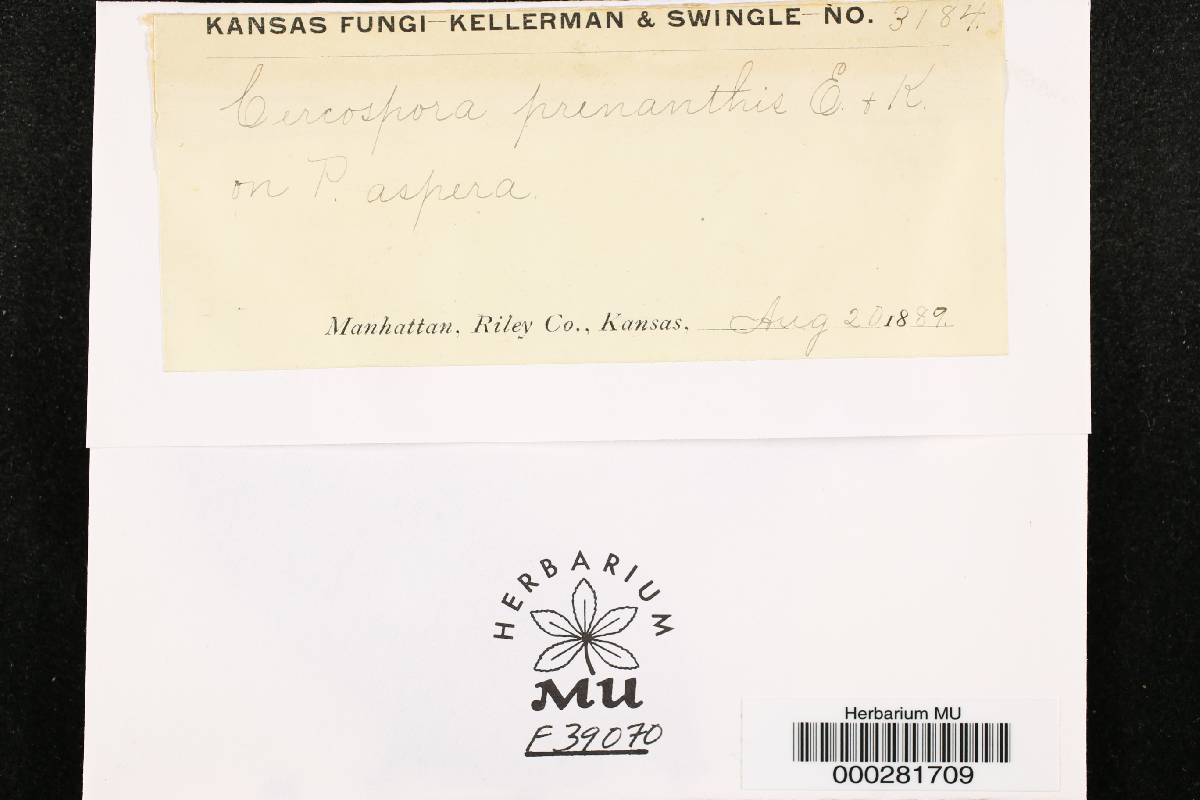 KANSAS FUNGI–KELLERMAN & SWINGLE–NO. 3184.
Cercospora prenanthis E. + K.
on P. aspera.
Manhattan, Riley Co., Kansas, Aug 20 1889.
HERBARIUM
MU
F 39070
Herbarium MU
000281709